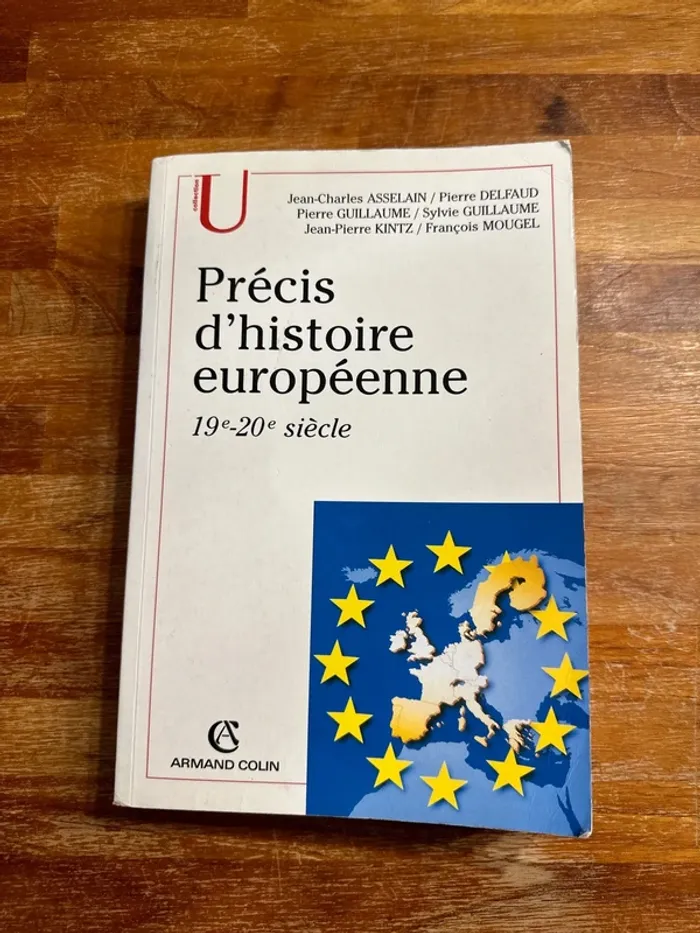 collection
U
Jean-Charles ASSELAIN / Pierre DELFAUD
Pierre GUILLAUME / Sylvie GUILLAUME
Jean-Pierre KINTZ / François MOUGEL
Précis
d'histoire
européenne
19e-20e siècle
AC
ARMAND COLIN